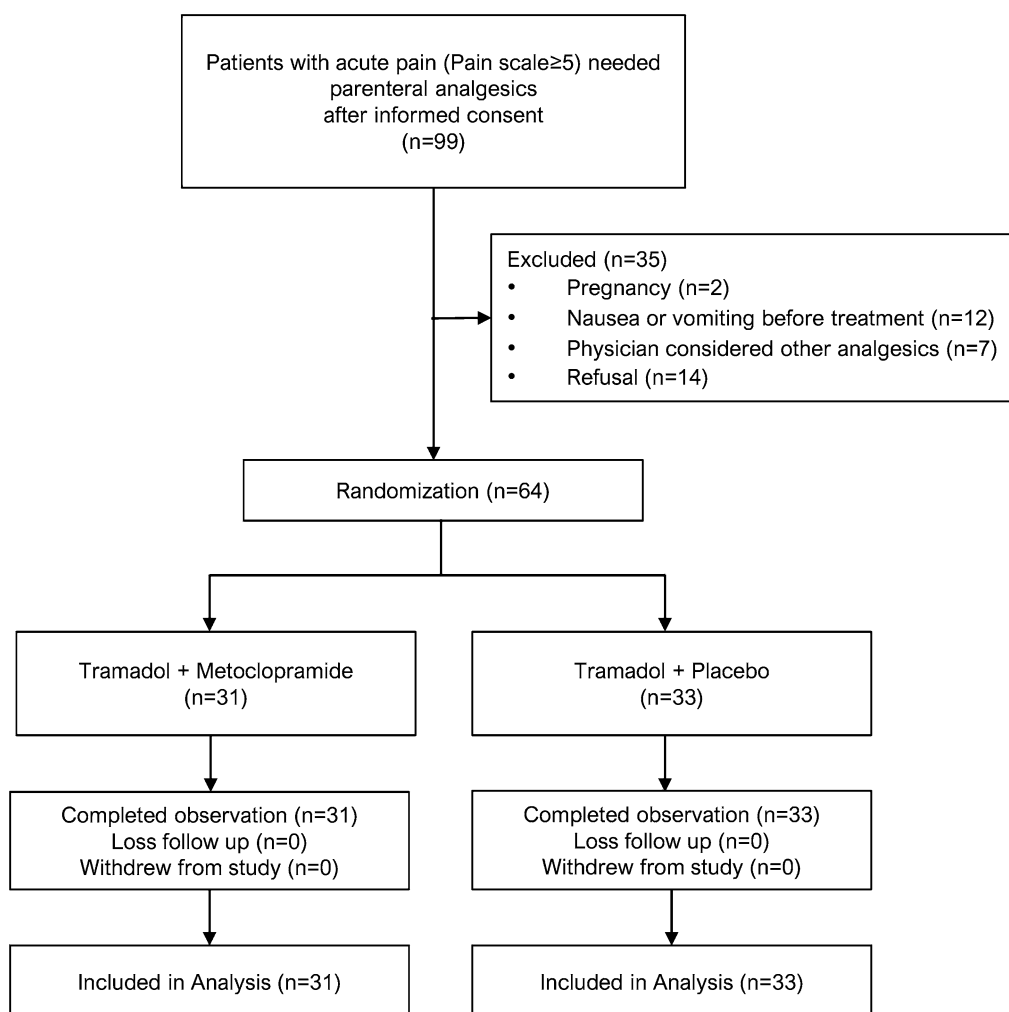 Patients with acute pain (Pain scale≥5) needed
parenteral analgesics
after informed consent
(n=99)
Excluded (n=35)
• Pregnancy (n=2)
• Nausea or vomiting before treatment (n=12)
• Physician considered other analgesics (n=7)
• Refusal (n=14)
Randomization (n=64)
Tramadol + Metoclopramide
(n=31)
Tramadol + Placebo
(n=33)
Completed observation (n=31)
Loss follow up (n=0)
Withdrew from study (n=0)
Completed observation (n=33)
Loss follow up (n=0)
Withdrew from study (n=0)
Included in Analysis (n=31)
Included in Analysis (n=33)